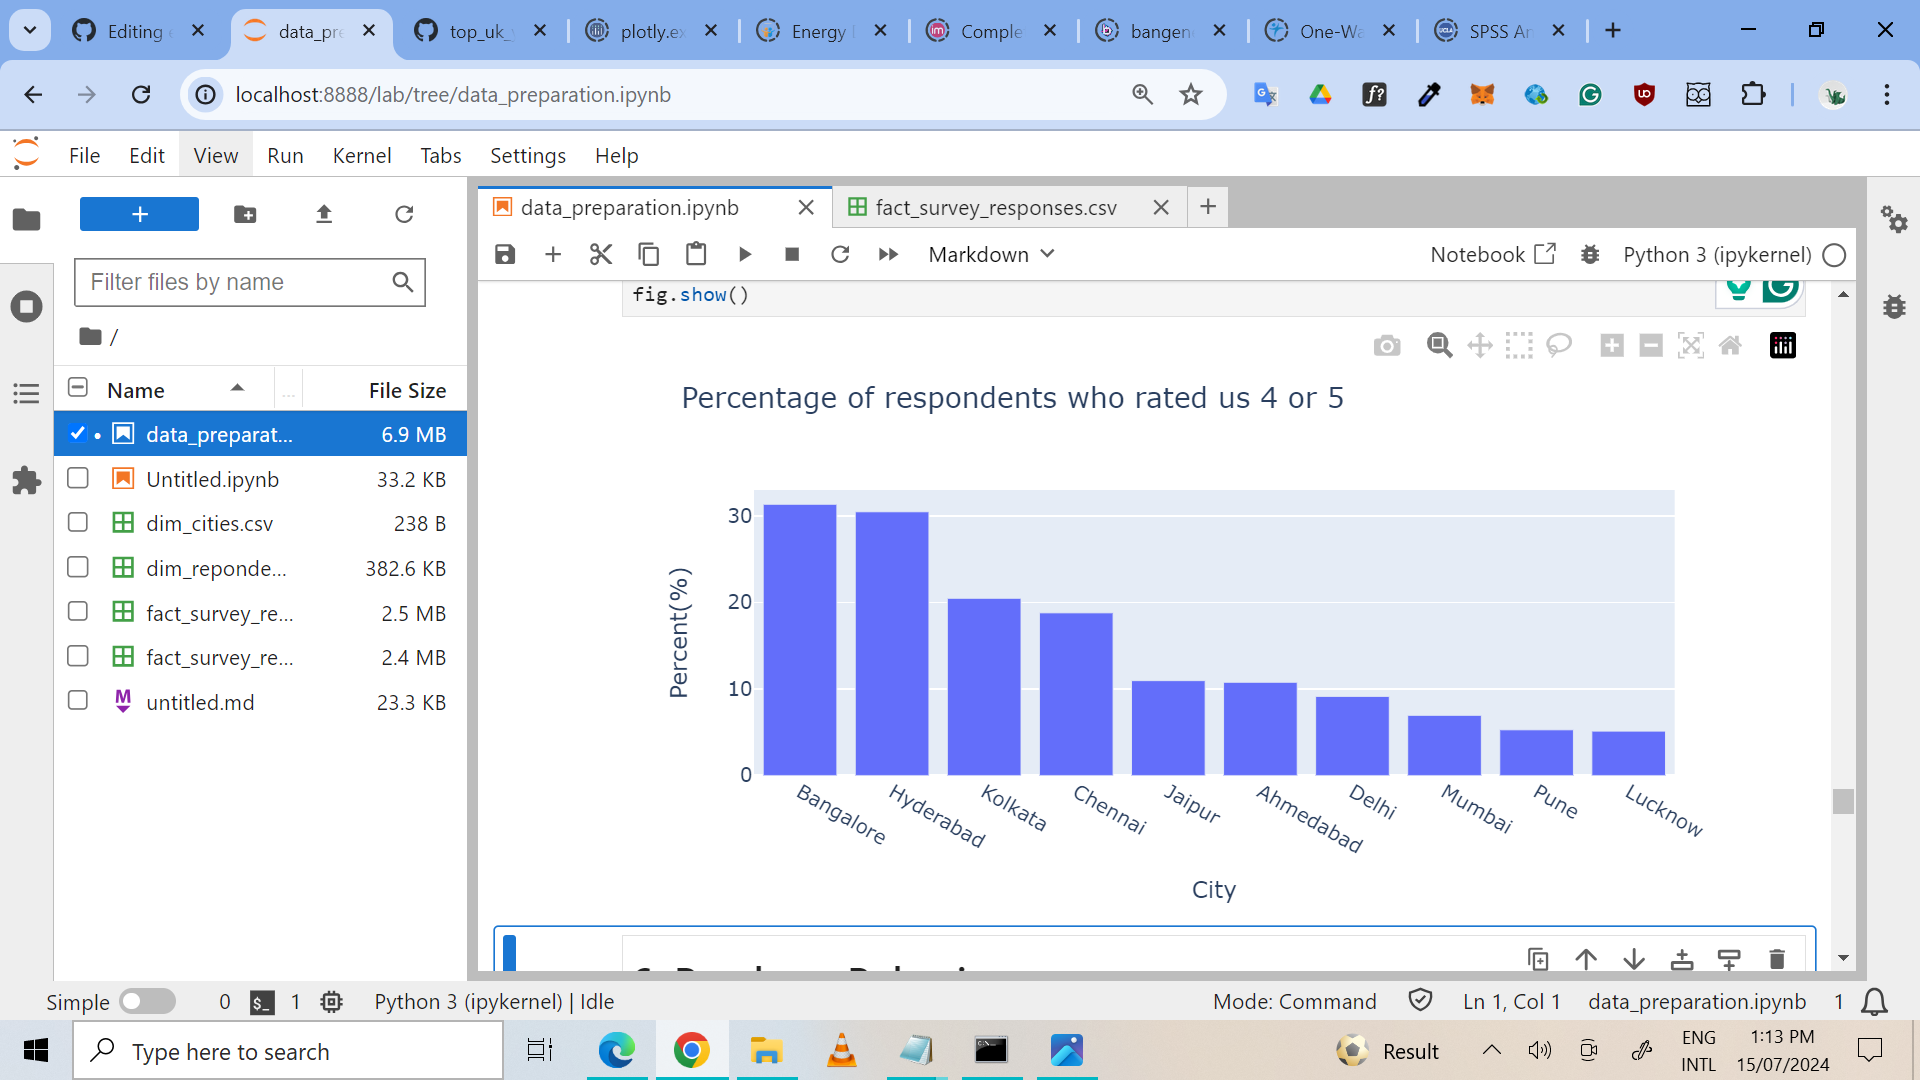 Editing
data_pre
top_uk_
plotly.ex
Energy
Comple
bangen
One-Wa
SPSS An
localhost:8888/lab/tree/data_preparation.ipynb
File Edit View Run Kernel Tabs Settings Help
data_preparation.ipynb
fact_survey_responses.csv
Markdown
Notebook
Python 3 (ipykernel)
Filter files by name
/
Name ... File Size
data_preparat... 6.9 MB
Untitled.ipynb 33.2 KB
dim_cities.csv 238 B
dim_reponde... 382.6 KB
fact_survey_re... 2.5 MB
fact_survey_re... 2.4 MB
untitled.md 23.3 KB
fig.show()
Percentage of respondents who rated us 4 or 5
Percent(%)
30
20
10
0
Bangalore
Hyderabad
Kolkata
Chennai
Jaipur
Ahmedabad
Delhi
Mumbai
Pune
Lucknow
City
Simple 0 $_ 1 Python 3 (ipykernel) | Idle
Mode: Command Ln 1, Col 1 data_preparation.ipynb 1
Type here to search
Result
ENG
INTL
1:13 PM
15/07/2024